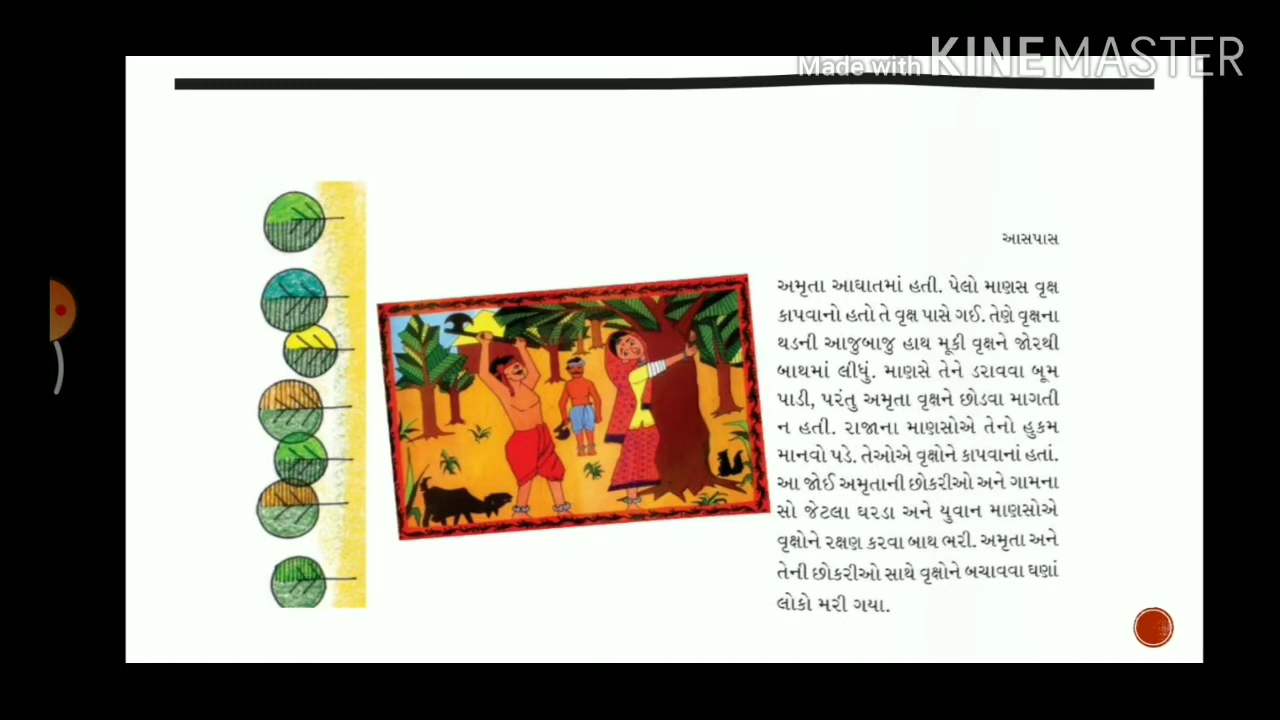 Made with KINEMASTER
આસપાસ
અમૃતા આઘાતમાં હતી. પેલો માણસ વૃક્ષ
કાપવાનો હતો તે વૃક્ષ પાસે ગઈ. તેણે વૃક્ષના
થડની આજુબાજુ હાથ મૂકી વૃક્ષને જોરથી
બાથમાં લીધું. માણસે તેને ડરાવવા બૂમ
પાડી, પરંતુ અમૃતા વૃક્ષને છોડવા માગતી
ન હતી. રાજાના માણસોએ તેનો હુકમ
માનવો પડે. તેઓએ વૃક્ષોને કાપવાનાં હતાં.
આ જોઈ અમૃતાની છોકરીઓ અને ગામના
સો જેટલા ઘરડા અને યુવાન માણસોએ
વૃક્ષોને રક્ષણ કરવા બાથ ભરી. અમૃતા અને
તેની છોકરીઓ સાથે વૃક્ષોને બચાવવા ઘણાં
લોકો મરી ગયા.